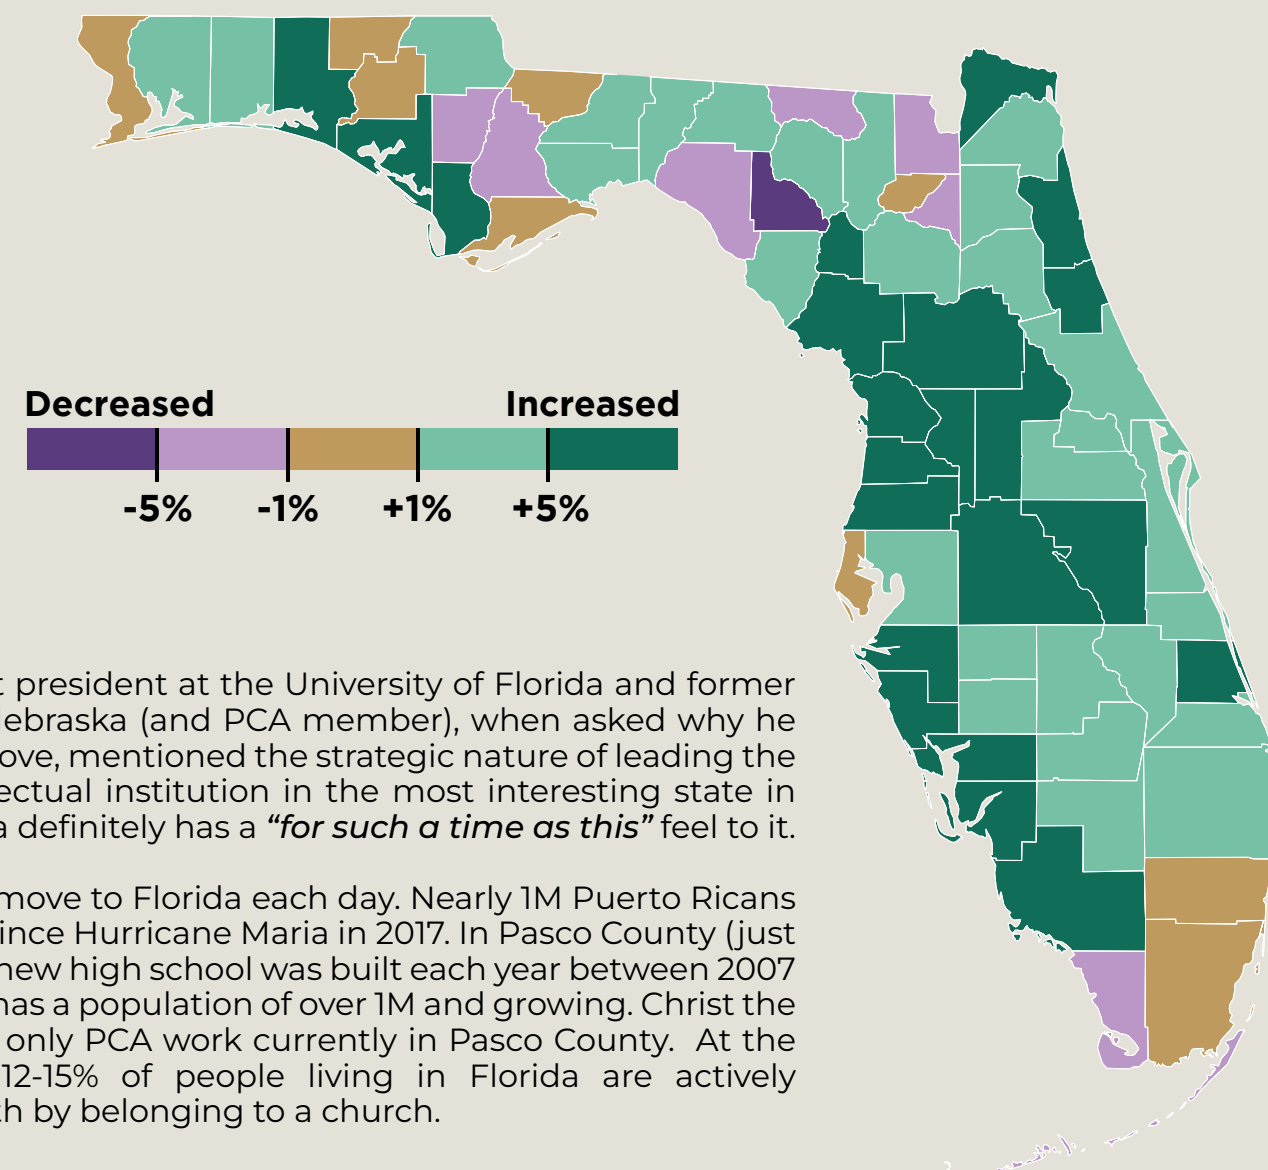 Decreased Increased
-5% -1% +1% +5%
t president at the University of Florida and former
Nebraska (and PCA member), when asked why he
ove, mentioned the strategic nature of leading the
ectual institution in the most interesting state in
a definitely has a “for such a time as this” feel to it.
move to Florida each day. Nearly 1M Puerto Ricans
ince Hurricane Maria in 2017. In Pasco County (just
new high school was built each year between 2007
has a population of over 1M and growing. Christ the
only PCA work currently in Pasco County. At the
12-15% of people living in Florida are actively
th by belonging to a church.